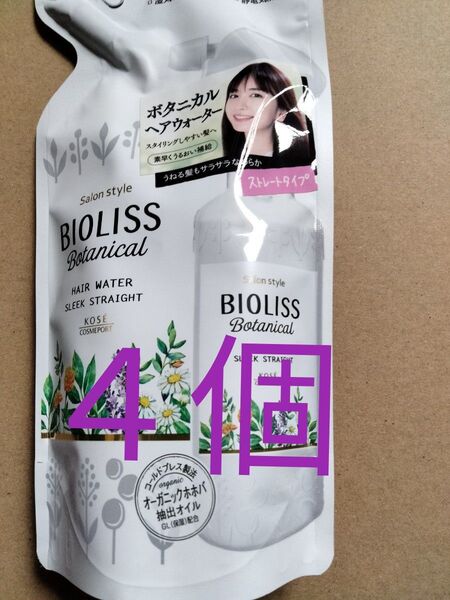 ボタニカル
ヘアウォーター
スタイリングしやすい髪へ
素早くうるおい補給
うねる髪もサラサラなめらか
ストレートタイプ
Salon style
BIOLISS
Botanical
HAIR WATER
SLEEK STRAIGHT
KOSÉ
COSMEPORT
Salon style
BIOLISS
Botanical
SLEEK STRAIGHT
KOSÉ
4個
コールドプレス製法
organic
オーガニックホホバ
抽出オイル
GL(保湿)配合